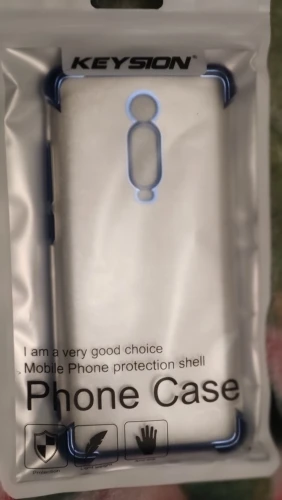 KEYSION®
I am a very good choice
Mobile Phone protection shell
Phone Case